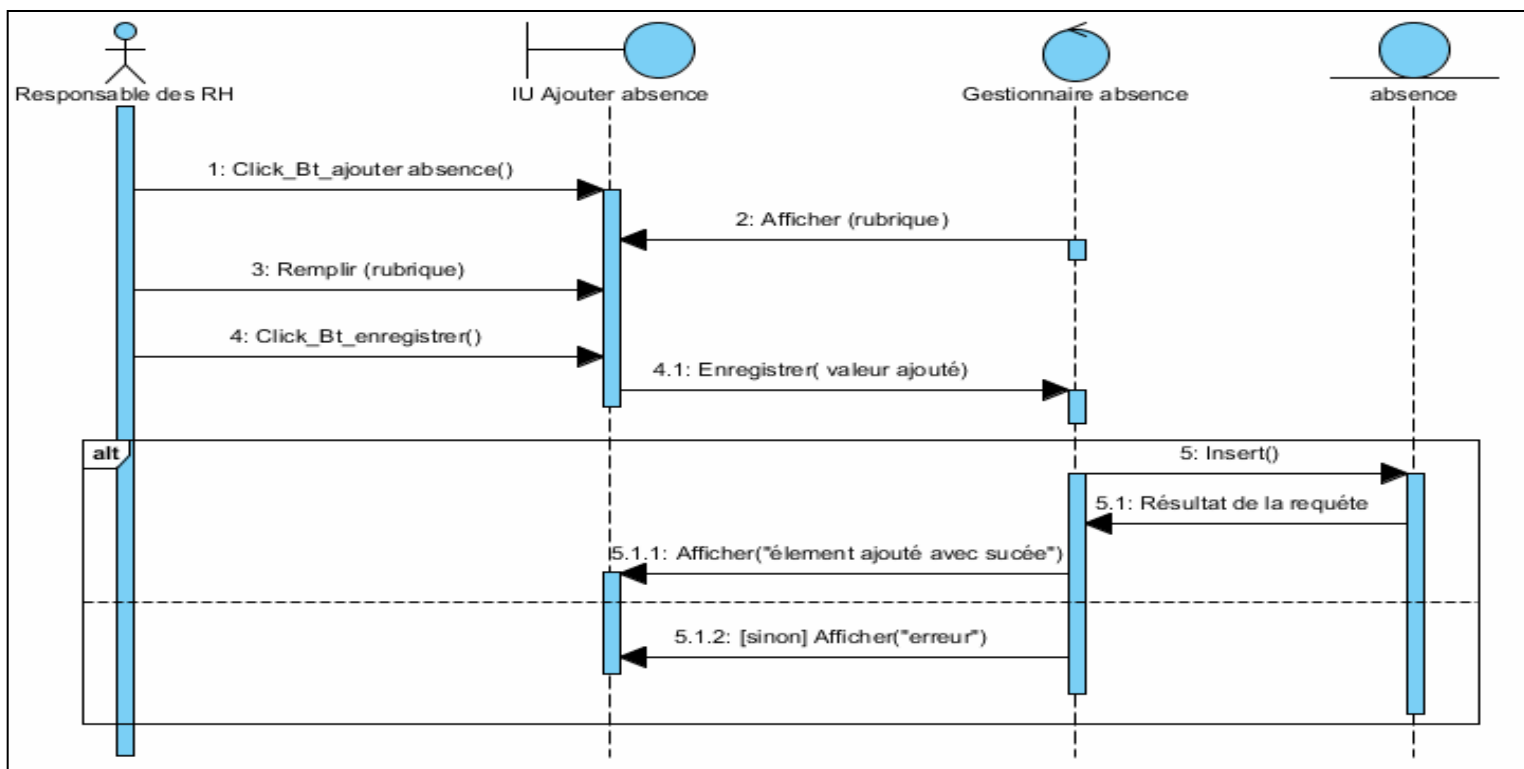 Responsable des RH
IU Ajouter absence
Gestionnaire absence
absence
1: Click_Bt_ajouter absence()
2: Afficher (rubrique)
3: Remplir (rubrique)
4: Click_Bt_enregistrer()
4.1: Enregistrer( valeur ajouté)
alt
5: Insert()
5.1: Résultat de la requéte
5.1.1: Afficher("élement ajouté avec sucée")
5.1.2: [sinon] Afficher("erreur")